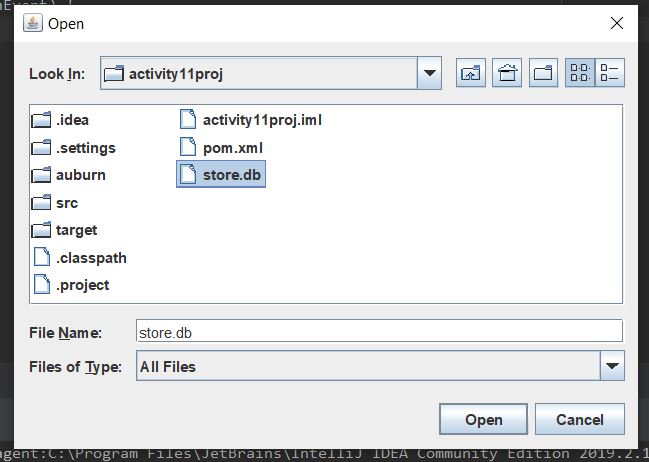 nEvent) {
Open
Look In: activity11proj
.idea
.settings
auburn
src
target
.classpath
.project
activity11proj.iml
pom.xml
store.db
File Name: store.db
Files of Type: All Files
Open Cancel
agent:C:\Program Files\JetBrains\IntelliJ IDEA Community Edition 2019.2.1